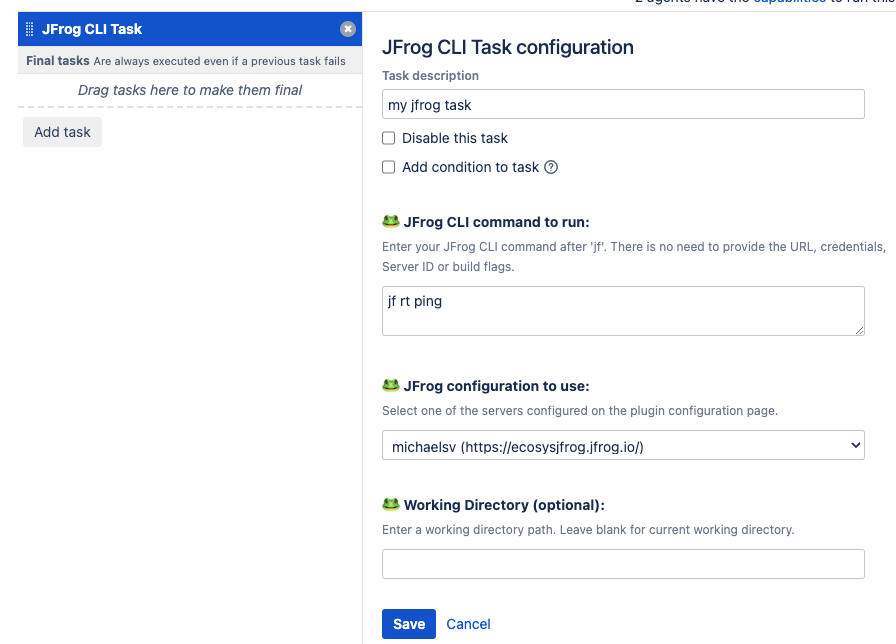 2 agents have the capabilities to run this
JFrog CLI Task
Final tasks Are always executed even if a previous task fails
Drag tasks here to make them final
Add task
JFrog CLI Task configuration
Task description
my jfrog task
Disable this task
Add condition to task
JFrog CLI command to run:
Enter your JFrog CLI command after 'jf'. There is no need to provide the URL, credentials,
Server ID or build flags.
jf rt ping
JFrog configuration to use:
Select one of the servers configured on the plugin configuration page.
michaelsv (https://ecosysjfrog.jfrog.io/)
Working Directory (optional):
Enter a working directory path. Leave blank for current working directory.
Save Cancel